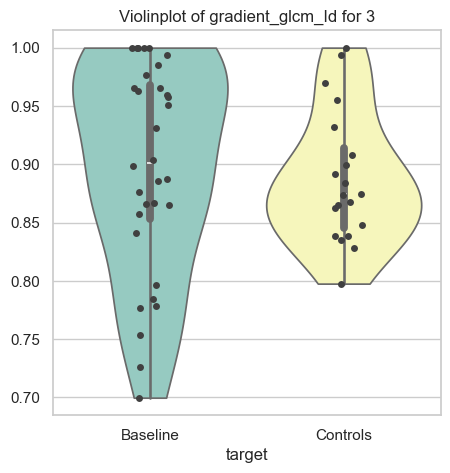 Violinplot of gradient_glcm_Id for 3
1.00
0.95
0.90
0.85
0.80
0.75
0.70
Baseline
Controls
target